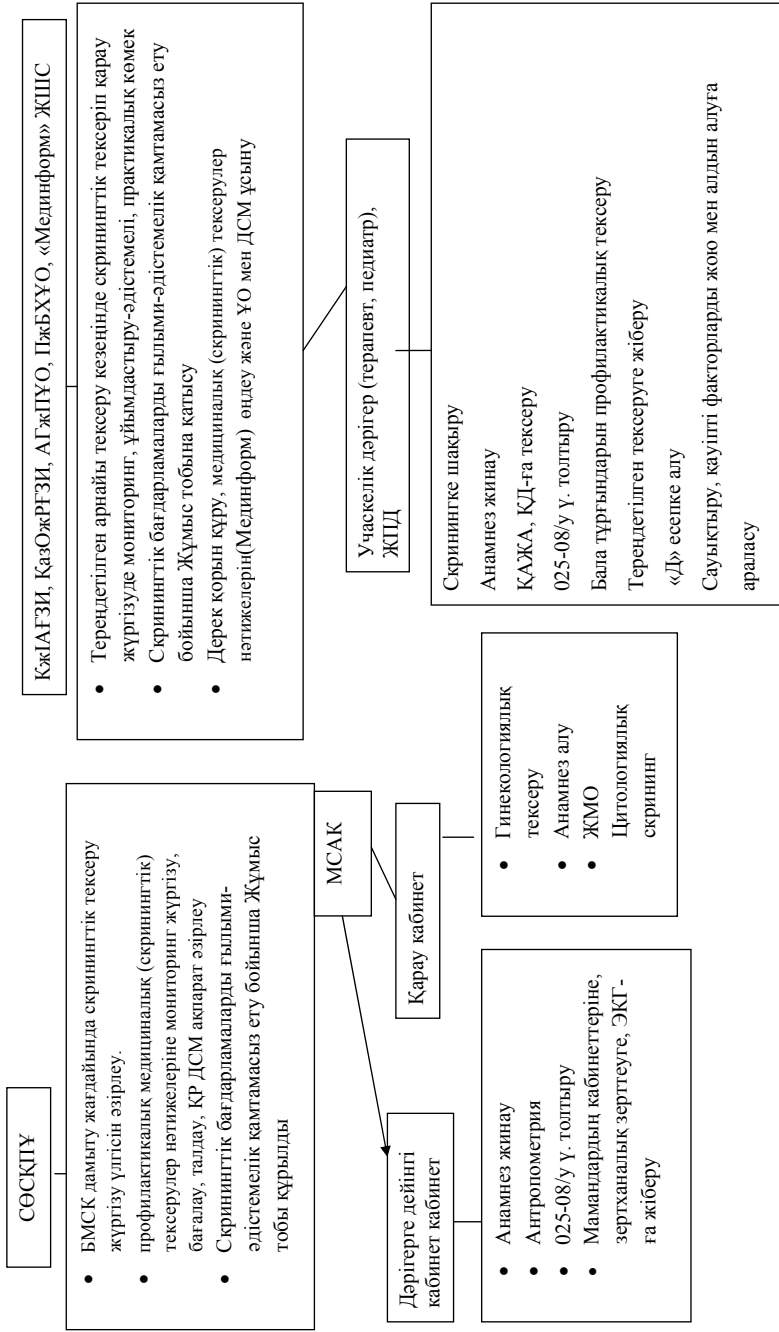 СӨСҚПҰ
• БМСК дамыту жағдайында скринингтік тексеру
жүргізу үлгісін әзірлеу.
• профилактикалық медициналық (скринингтік)
тексерулер нәтижелеріне мониторинг жүргізу,
бағалау, талдау, ҚР ДСМ ақпарат әзірлеу
• Скринингтік бағдарламаларды ғылыми-
әдістемелік қамтамасыз ету бойынша Жұмыс
тобы құрылды
КжІАҒЗИ, ҚазОжРҒЗИ, АГжПҰО, ПжБХҰО, «Мединформ» ЖШС
• Тереңдетілген арнайы тексеру кезеңінде скринингтік тексеріп қарау
жүргізуде мониторинг, ұйымдастыру-әдістемелі, практикалық көмек
• Скринингтік бағдарламаларды ғылыми-әдістемелік қамтамасыз ету
бойынша Жұмыс тобына қатысу
• Дерек қорын құру, медициналық (скринингтік) тексерулер
нәтижелерін(Мединформ) өңдеу және ҰО мен ДСМ ұсыну
МСАК
Дәрігерге дейінгі
кабинет кабинет
Қарау кабинет
Учаскелік дәрігер (терапевт, педиатр),
ЖПД
• Анамнез жинау
• Антропометрия
• 025-08/у ү. толтыру
• Мамандардың кабинеттеріне,
зертханалық зерттеуге, ЭКГ-
ға жіберу
• Гинекологиялық
тексеру
• Анамнез алу
• ЖМО
Цитологиялық
скрининг
Скринингке шақыру
Анамнез жинау
ҚАЖА, ҚД-ға тексеру
025-08/у ү. толтыру
Бала тұрғындарын профилактикалық тексеру
Тереңдетілген тексеруге жіберу
«Д» есепке алу
Сауықтыру, қауіпті факторларды жою мен алдын алуға
араласу